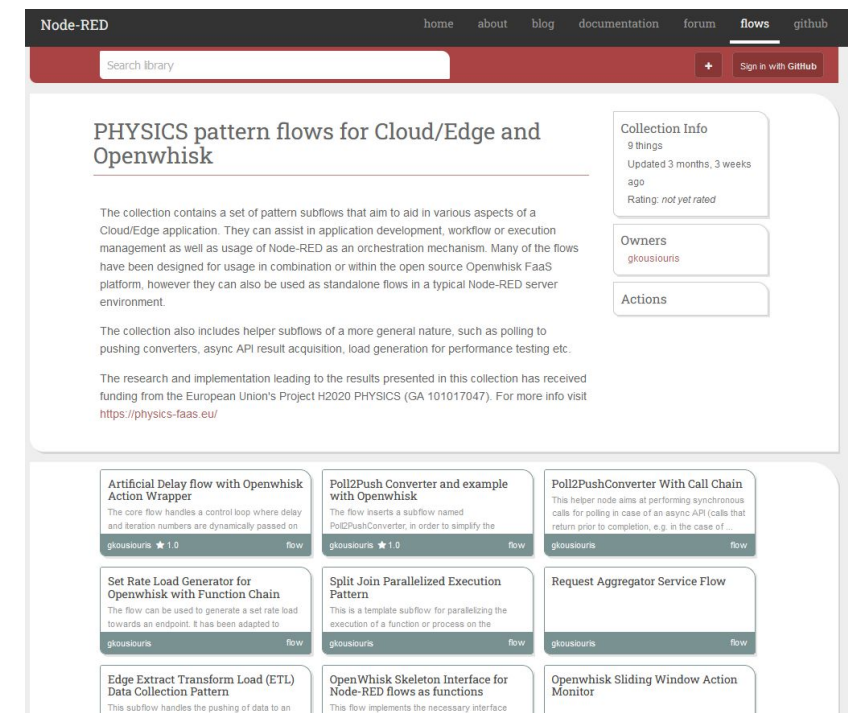 Node-RED
home about blog documentation forum flows github
Search library
+ Sign in with GitHub
PHYSICS pattern flows for Cloud/Edge and
Openwhisk
The collection contains a set of pattern subflows that aim to aid in various aspects of a
Cloud/Edge application. They can assist in application development, workflow or execution
management as well as usage of Node-RED as an orchestration mechanism. Many of the flows
have been designed for usage in combination or within the open source Openwhisk FaaS
platform, however they can also be used as standalone flows in a typical Node-RED server
environment.
The collection also includes helper subflows of a more general nature, such as polling to
pushing converters, async API result acquisition, load generation for performance testing etc.
The research and implementation leading to the results presented in this collection has received
funding from the European Union's Project H2020 PHYSICS (GA 101017047). For more info visit
https://physics-faas.eu/
Collection Info
9 things
Updated 3 months, 3 weeks
ago
Rating: not yet rated
Owners
gkousiouris
Actions
Artificial Delay flow with Openwhisk
Action Wrapper
The core flow handles a control loop where delay
and iteration numbers are dynamically passed on
gkousiouris ★ 1.0 flow
Poll2Push Converter and example
with Openwhisk
The flow inserts a subflow named
Poll2PushConverter, in order to simplify the
gkousiouris ★ 1.0 flow
Poll2PushConverter With Call Chain
This helper node aims at performing synchronous
calls for polling in case of an async API (calls that
return prior to completion, e.g. in the case of ...
gkousiouris flow
Set Rate Load Generator for
Openwhisk with Function Chain
The flow can be used to generate a set rate load
towards an endpoint. It has been adapted to
gkousiouris flow
Split Join Parallelized Execution
Pattern
This is a template subflow for parallelizing the
execution of a function or process on the
gkousiouris flow
Request Aggregator Service Flow
gkousiouris flow
Edge Extract Transform Load (ETL)
Data Collection Pattern
This subflow handles the pushing of data to an
OpenWhisk Skeleton Interface for
Node-RED flows as functions
This flow implements the necessary interface
Openwhisk Sliding Window Action
Monitor